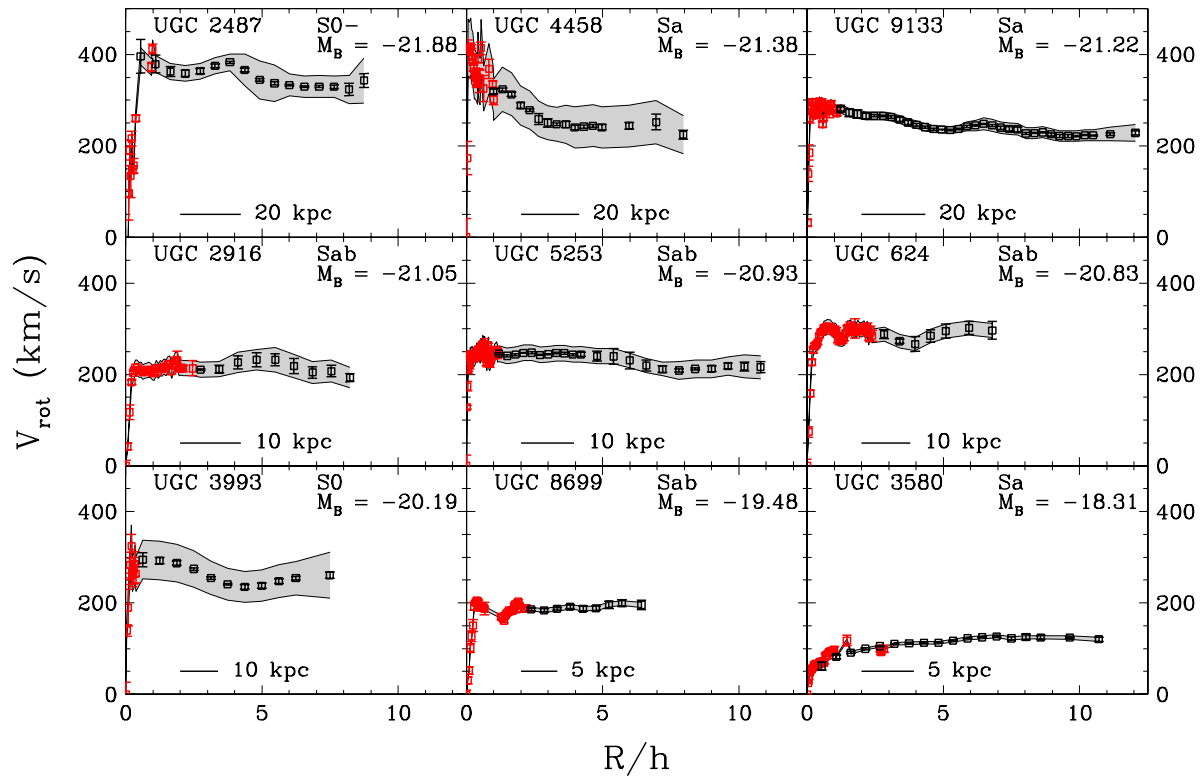 UGC 2487 S0−
M_B = −21.88
20 kpc
UGC 4458 Sa
M_B = −21.38
20 kpc
UGC 9133 Sa
M_B = −21.22
20 kpc
400
200
0
400
200
0
UGC 2916 Sab
M_B = −21.05
10 kpc
UGC 5253 Sab
M_B = −20.93
10 kpc
UGC 624 Sab
M_B = −20.83
10 kpc
400
200
0
400
200
0
UGC 3993 S0
M_B = −20.19
10 kpc
UGC 8699 Sab
M_B = −19.48
5 kpc
UGC 3580 Sa
M_B = −18.31
5 kpc
400
200
0
400
200
0
0 5 10 0 5 10 0 5 10
V_rot (km/s)
R/h